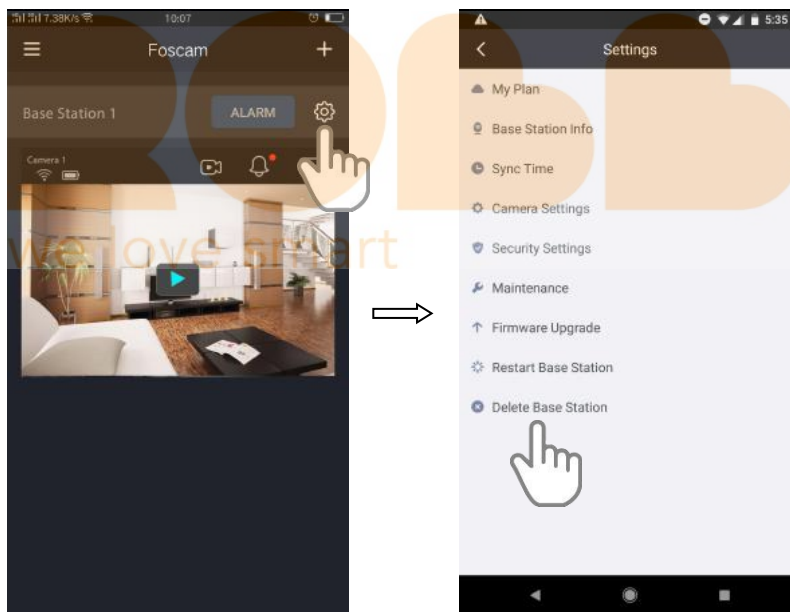 7.38K/s 10:07
Foscam
Base Station 1 ALARM
Camera 1
5:35
Settings
My Plan
Base Station Info
Sync Time
Camera Settings
Security Settings
Maintenance
Firmware Upgrade
Restart Base Station
Delete Base Station
ROBB
we love smart